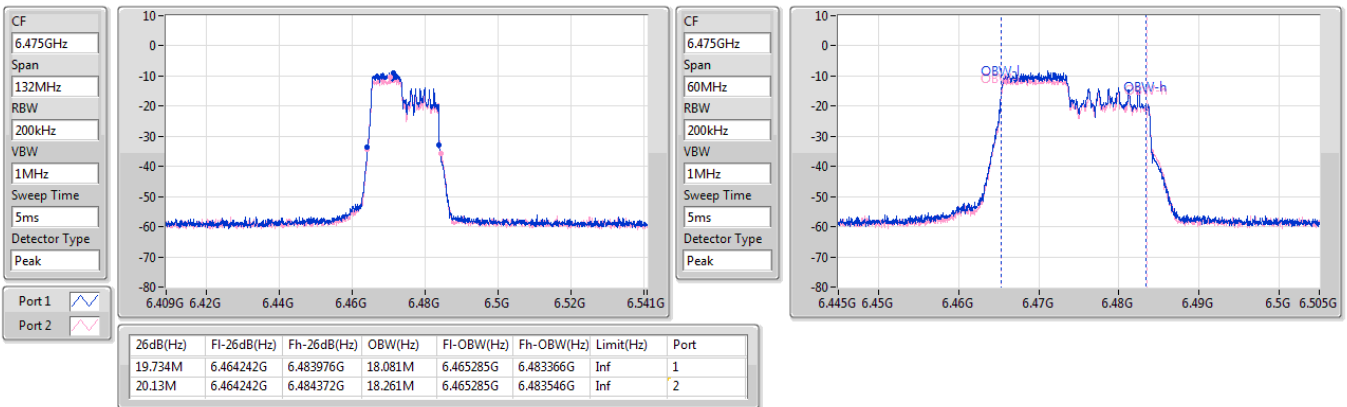 CF
6.475GHz
Span
132MHz
RBW
200kHz
VBW
1MHz
Sweep Time
5ms
Detector Type
Peak
Port 1
Port 2
10
0
-10
-20
-30
-40
-50
-60
-70
-80
6.409G 6.42G 6.44G 6.46G 6.48G 6.5G 6.52G 6.541G
CF
6.475GHz
Span
60MHz
RBW
200kHz
VBW
1MHz
Sweep Time
5ms
Detector Type
Peak
10
0
-10
-20
-30
-40
-50
-60
-70
-80
OBW-l
OBW-h
6.445G 6.45G 6.46G 6.47G 6.48G 6.49G 6.5G 6.505G
26dB(Hz) Fl-26dB(Hz) Fh-26dB(Hz) OBW(Hz) Fl-OBW(Hz) Fh-OBW(Hz) Limit(Hz) Port
19.734M 6.464242G 6.483976G 18.081M 6.465285G 6.483366G Inf 1
20.13M 6.464242G 6.484372G 18.261M 6.465285G 6.483546G Inf 2